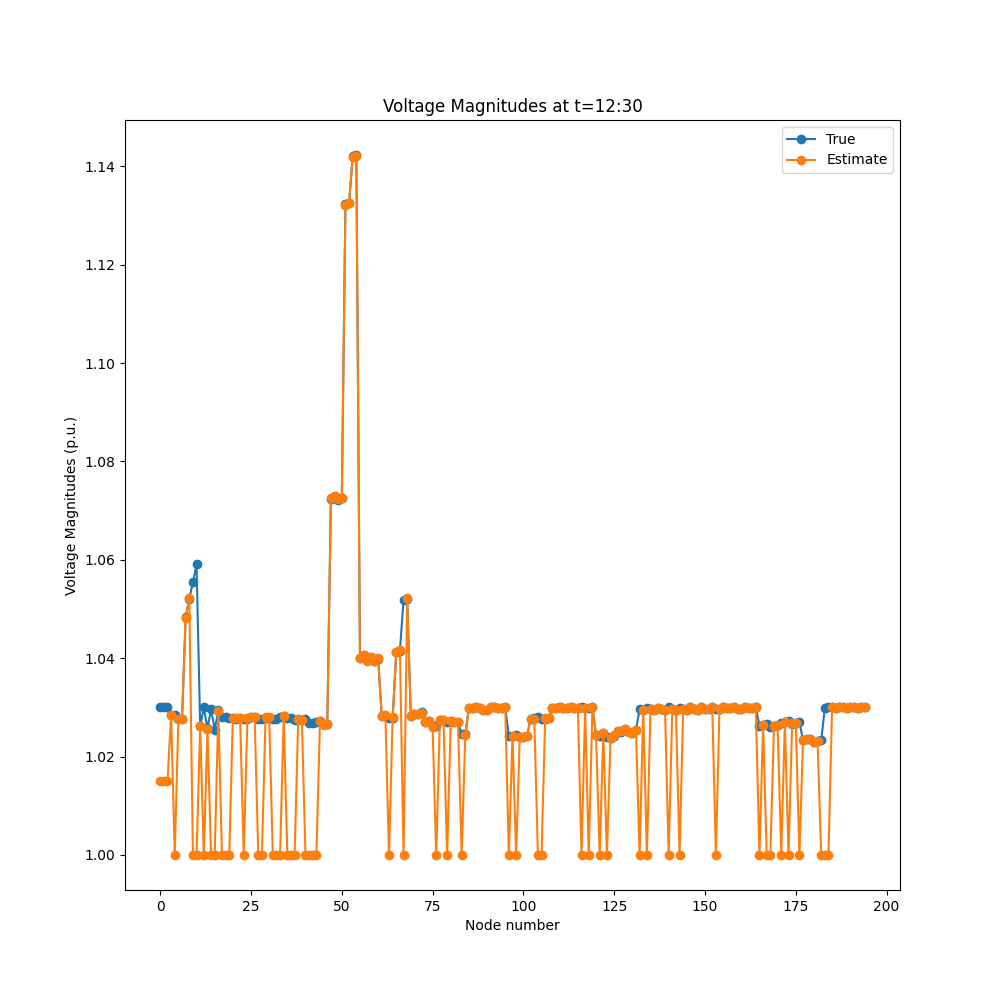 Voltage Magnitudes at t=12:30
True
Estimate
Voltage Magnitudes (p.u.)
1.14
1.12
1.10
1.08
1.06
1.04
1.02
1.00
0 25 50 75 100 125 150 175 200
Node number